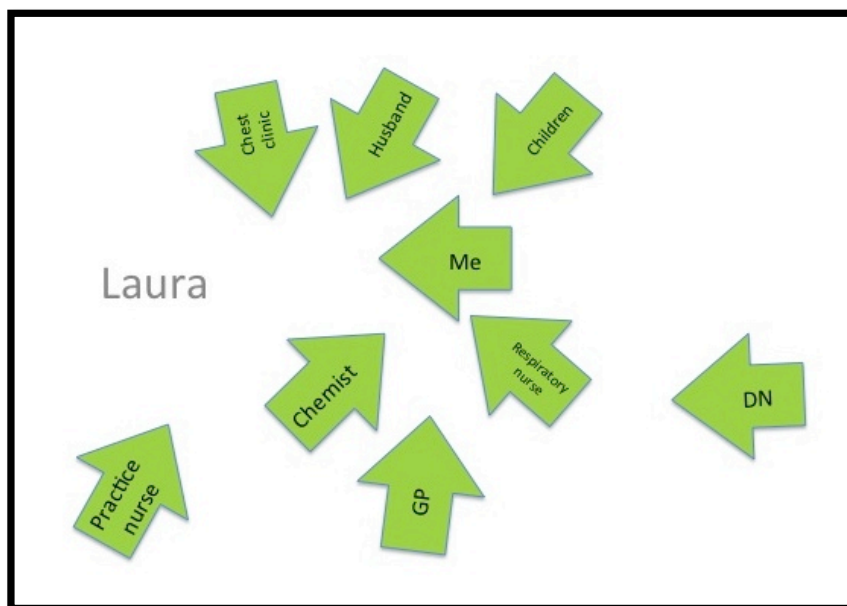 Chest
clinic
Husband
Children
Me
Laura
Chemist
Respiratory
nurse
DN
Practice
nurse
GP